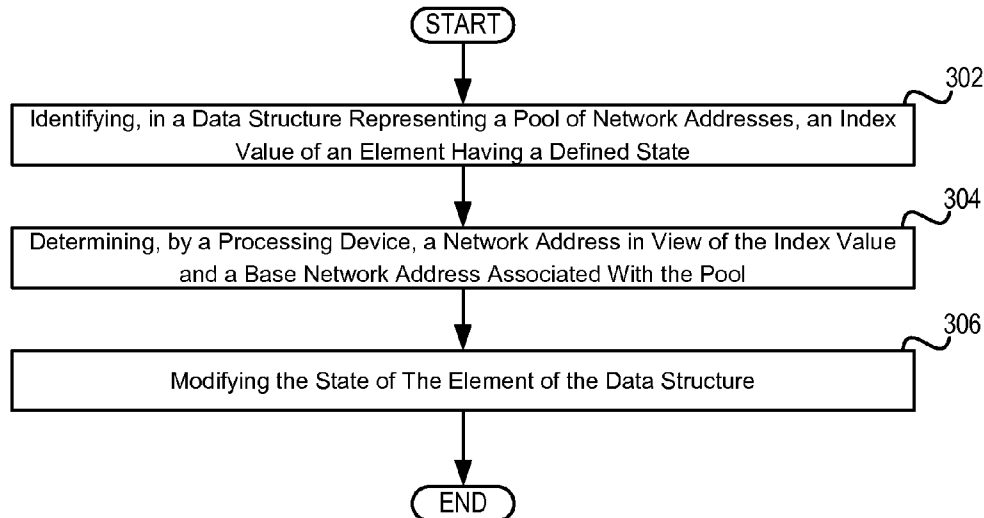 START
302
Identifying, in a Data Structure Representing a Pool of Network Addresses, an Index
Value of an Element Having a Defined State
304
Determining, by a Processing Device, a Network Address in View of the Index Value
and a Base Network Address Associated With the Pool
306
Modifying the State of The Element of the Data Structure
END